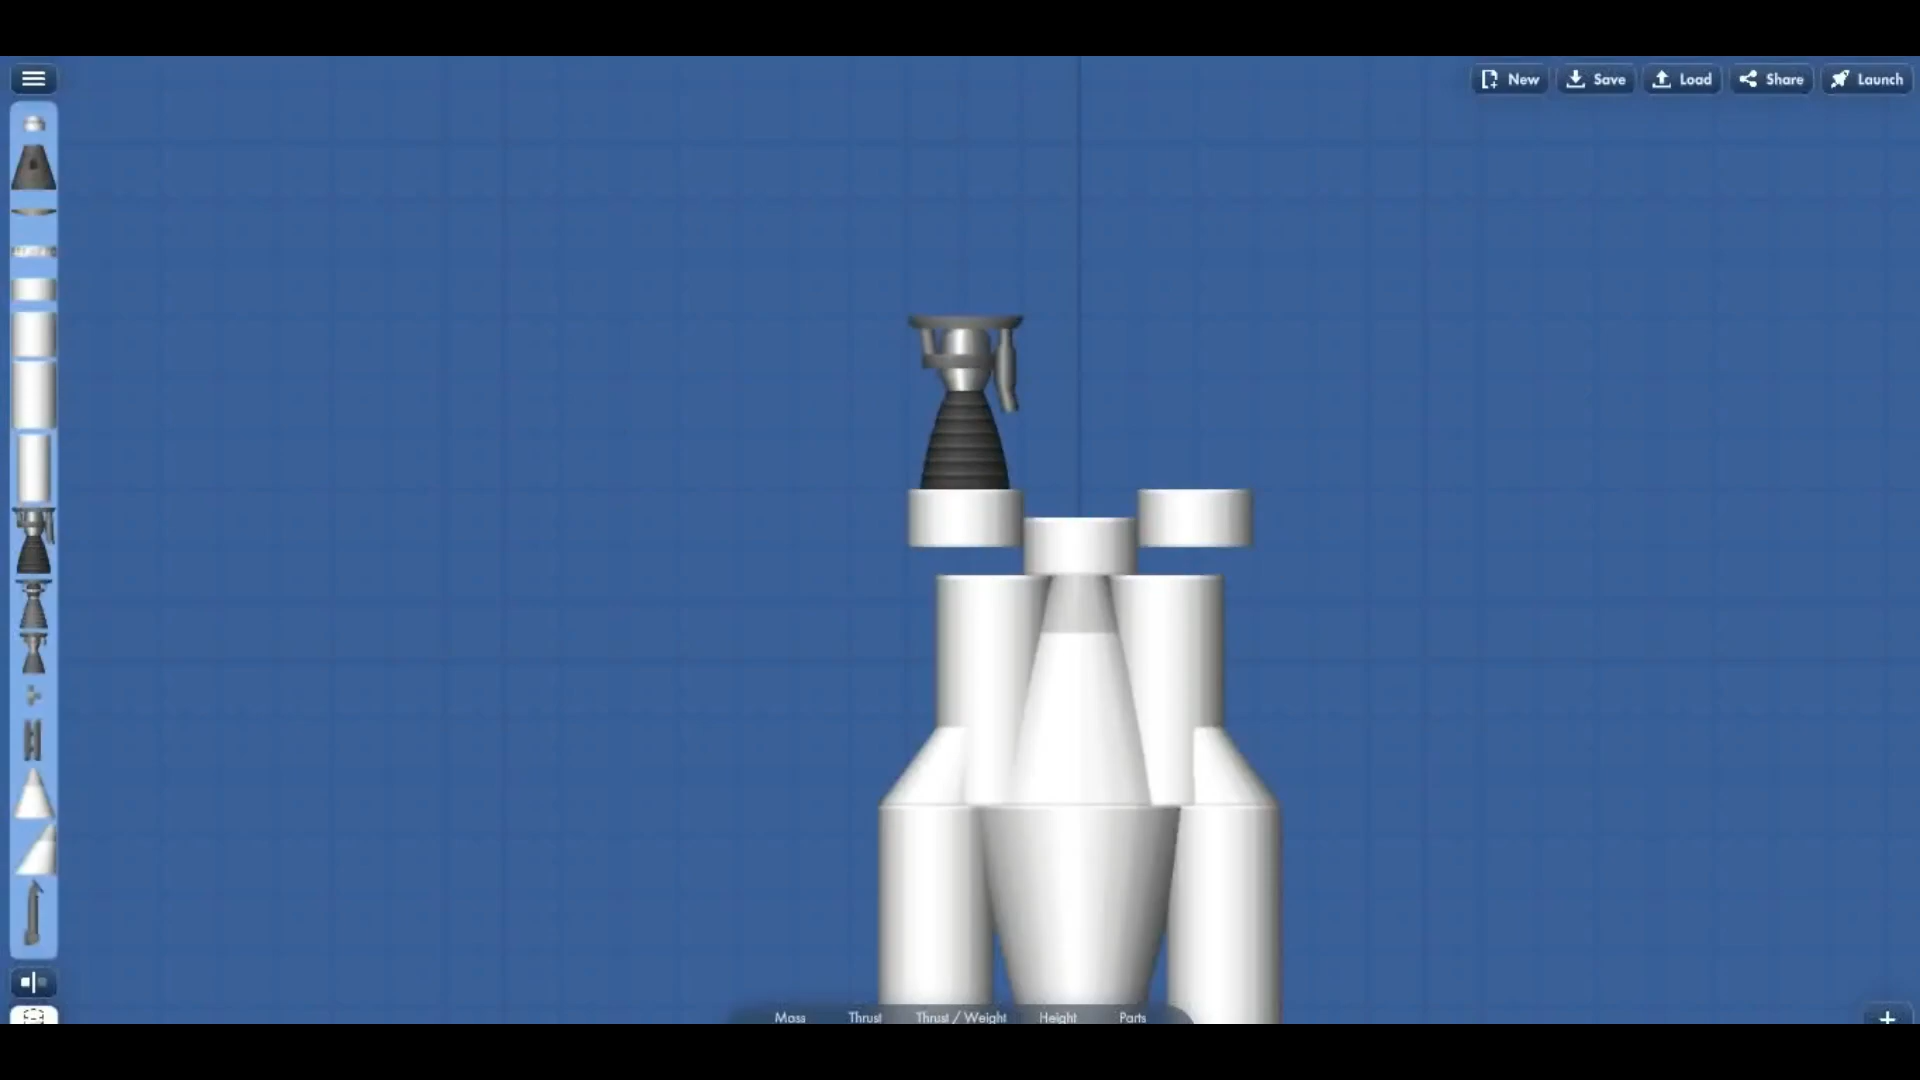 New
Save
Load
Share
Launch
Mass
Thrust
Thrust / Weight
Height
Parts